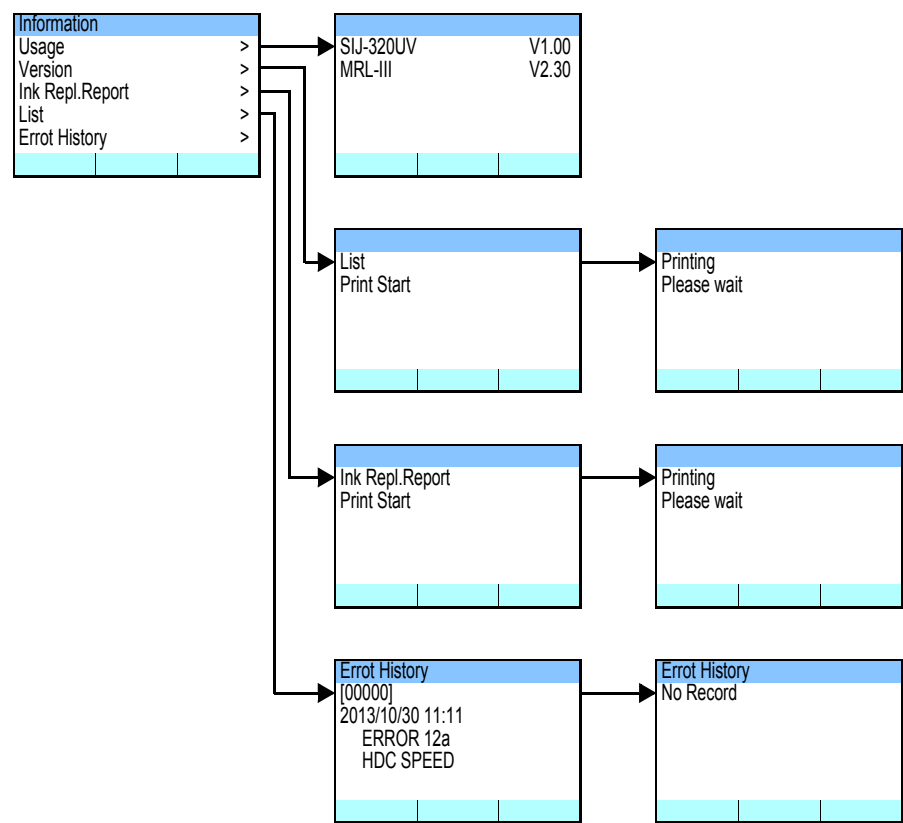 Information
Usage >
Version >
Ink Repl.Report >
List >
Errot History >
SIJ-320UV V1.00
MRL-III V2.30
List
Print Start
Printing
Please wait
Ink Repl.Report
Print Start
Printing
Please wait
Errot History
[00000]
2013/10/30 11:11
ERROR 12a
HDC SPEED
Errot History
No Record